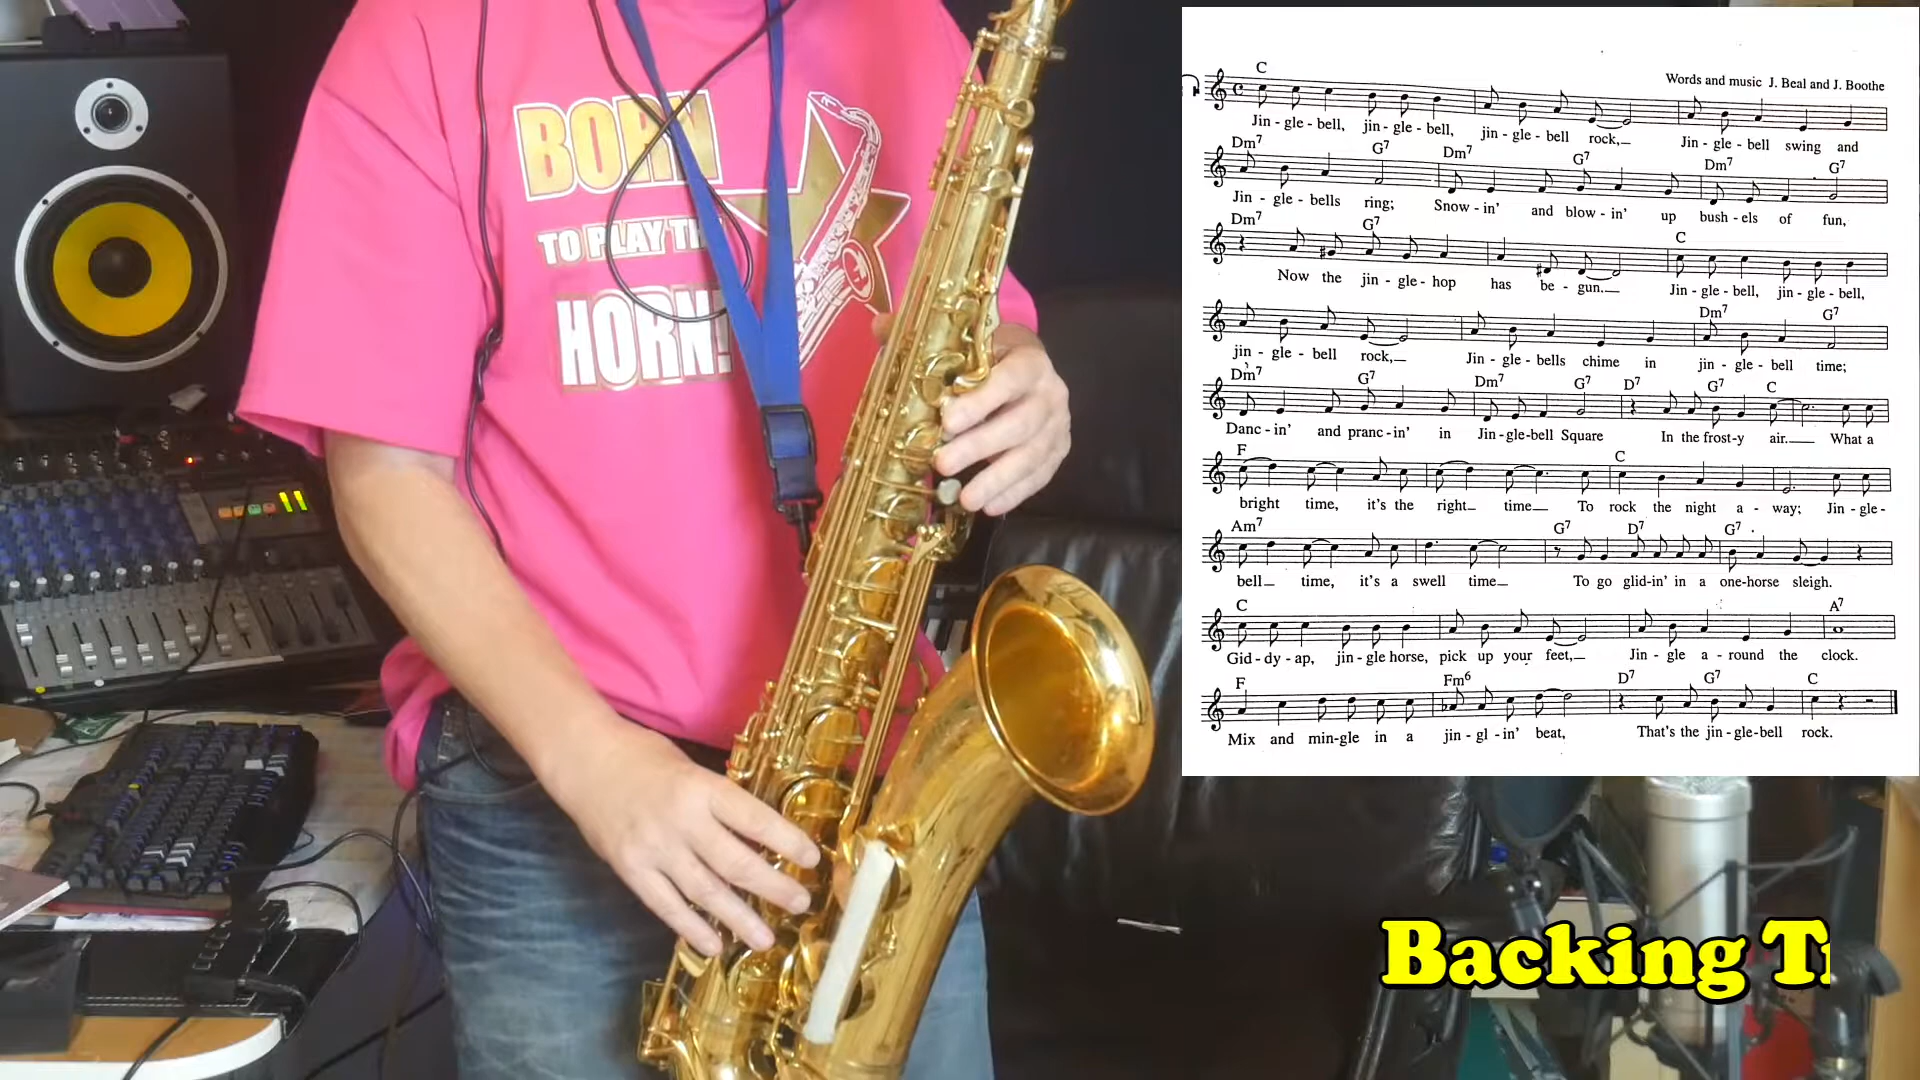 BORN
TO PLAY TH
HORN!
C
Words and music J. Beal and J. Boothe
Jin - gle - bell, jin - gle - bell, jin - gle - bell rock, Jin - gle - bell swing and
Dm7 G7 Dm7 G7 Dm7 G7
Jin - gle - bells ring; Snow - in' and blow - in' up bush - els of fun,
Dm7 G7 C
Now the jin - gle - hop has be - gun. Jin - gle - bell, jin - gle - bell,
Dm7 G7
jin - gle - bell rock, Jin - gle - bells chime in jin - gle - bell time;
Dm7 G7 Dm7 G7 D7 G7 C
Danc - in' and pranc - in' in Jin - gle - bell Square In the frost - y air. What a
F C
bright time, it's the right time To rock the night a - way; Jin - gle -
Am7 G7 D7 G7
bell time, it's a swell time To go glid - in' in a one-horse sleigh.
C A7
Gid - dy - ap, jin - gle horse, pick up your feet, Jin - gle a - round the clock.
F Fm6 D7 G7 C
Mix and min - gle in a jin - gl - in' beat, That's the jin - gle - bell rock.
Backing T